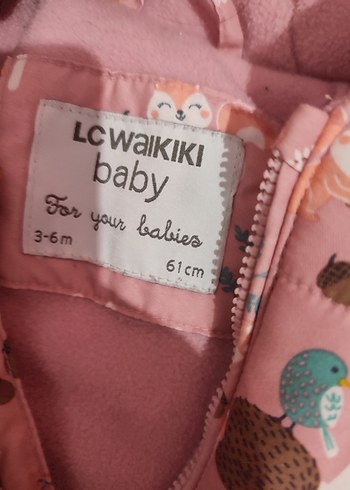 LC WAIKIKI
baby
For your babies
3-6m
61cm